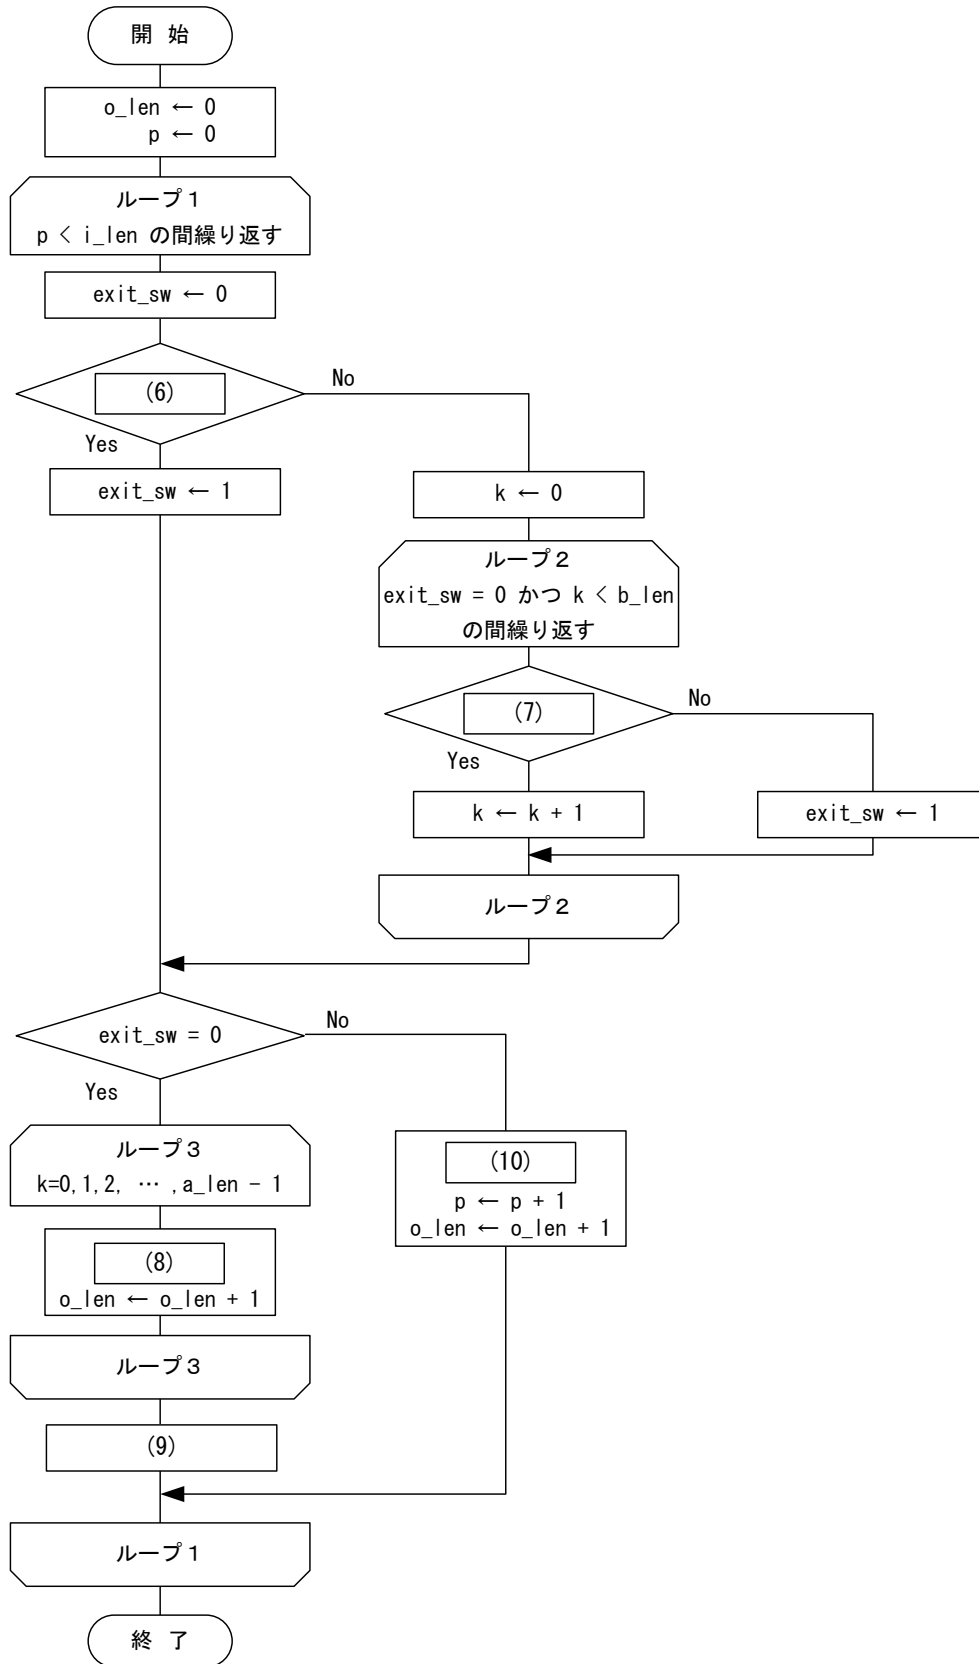 開 始
o_len ← 0
p ← 0
ループ１
p < i_len の間繰り返す
exit_sw ← 0
(6)
No
Yes
exit_sw ← 1
k ← 0
ループ２
exit_sw = 0 かつ k < b_len
の間繰り返す
(7)
No
Yes
k ← k + 1
exit_sw ← 1
ループ２
exit_sw = 0
No
Yes
ループ３
k=0,1,2, … ,a_len - 1
(8)
o_len ← o_len + 1
(10)
p ← p + 1
o_len ← o_len + 1
ループ３
(9)
ループ１
終 了